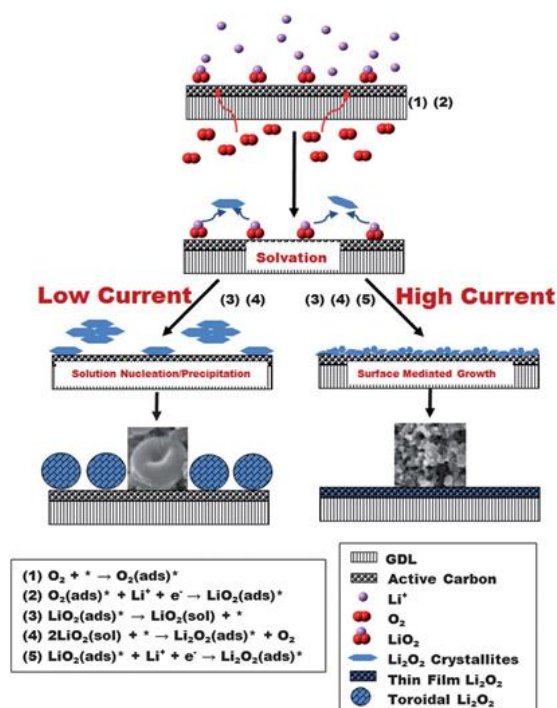 (1) (2)
Solvation
Low Current
(3) (4)
(3) (4) (5)
High Current
Solution Nucleation/Precipitation
Surface Mediated Growth
(1) O₂ + * → O₂(ads)*
(2) O₂(ads)* + Li⁺ + e⁻ → LiO₂(ads)*
(3) LiO₂(ads)* → LiO₂(sol) + *
(4) 2LiO₂(sol) + * → Li₂O₂(ads)* + O₂
(5) LiO₂(ads)* + Li⁺ + e⁻ → Li₂O₂(ads)*
GDL
Active Carbon
Li⁺
O₂
LiO₂
Li₂O₂ Crystallites
Thin Film Li₂O₂
Toroidal Li₂O₂